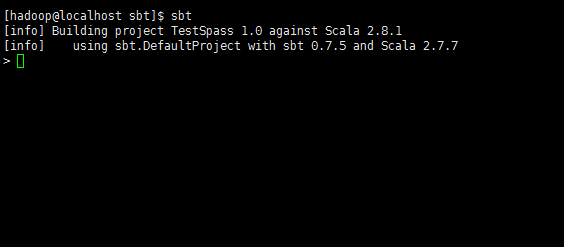 [hadoop@localhost sbt]$ sbt
[info] Building project TestSpass 1.0 against Scala 2.8.1
[info]    using sbt.DefaultProject with sbt 0.7.5 and Scala 2.7.7
>